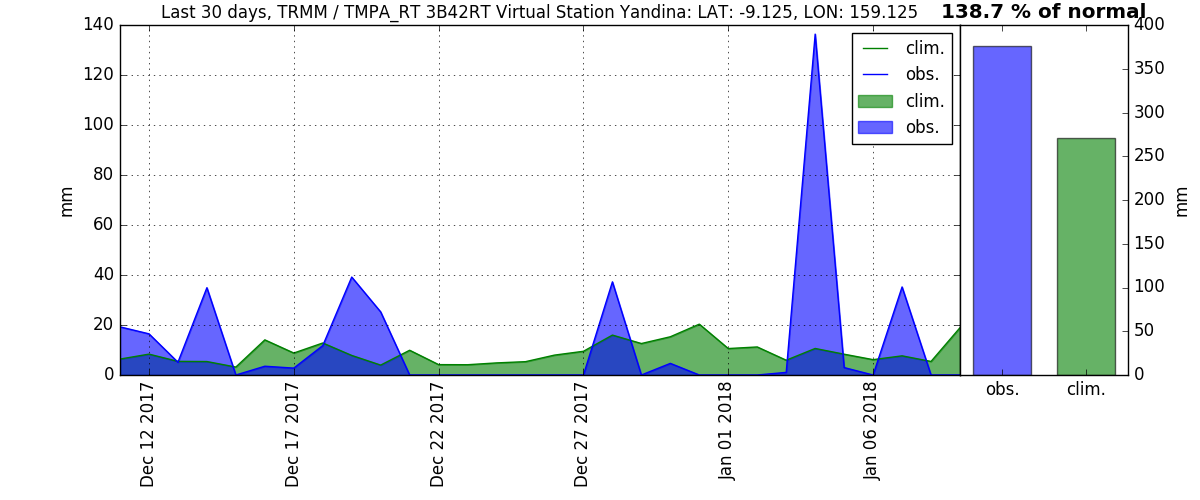 Last 30 days, TRMM / TMPA_RT 3B42RT Virtual Station Yandina: LAT: -9.125, LON: 159.125
138.7 % of normal
140
120
100
80
60
40
20
0
mm
clim.
obs.
clim.
obs.
Dec 12 2017
Dec 17 2017
Dec 22 2017
Dec 27 2017
Jan 01 2018
Jan 06 2018
400
350
300
250
200
150
100
50
0
mm
obs.
clim.